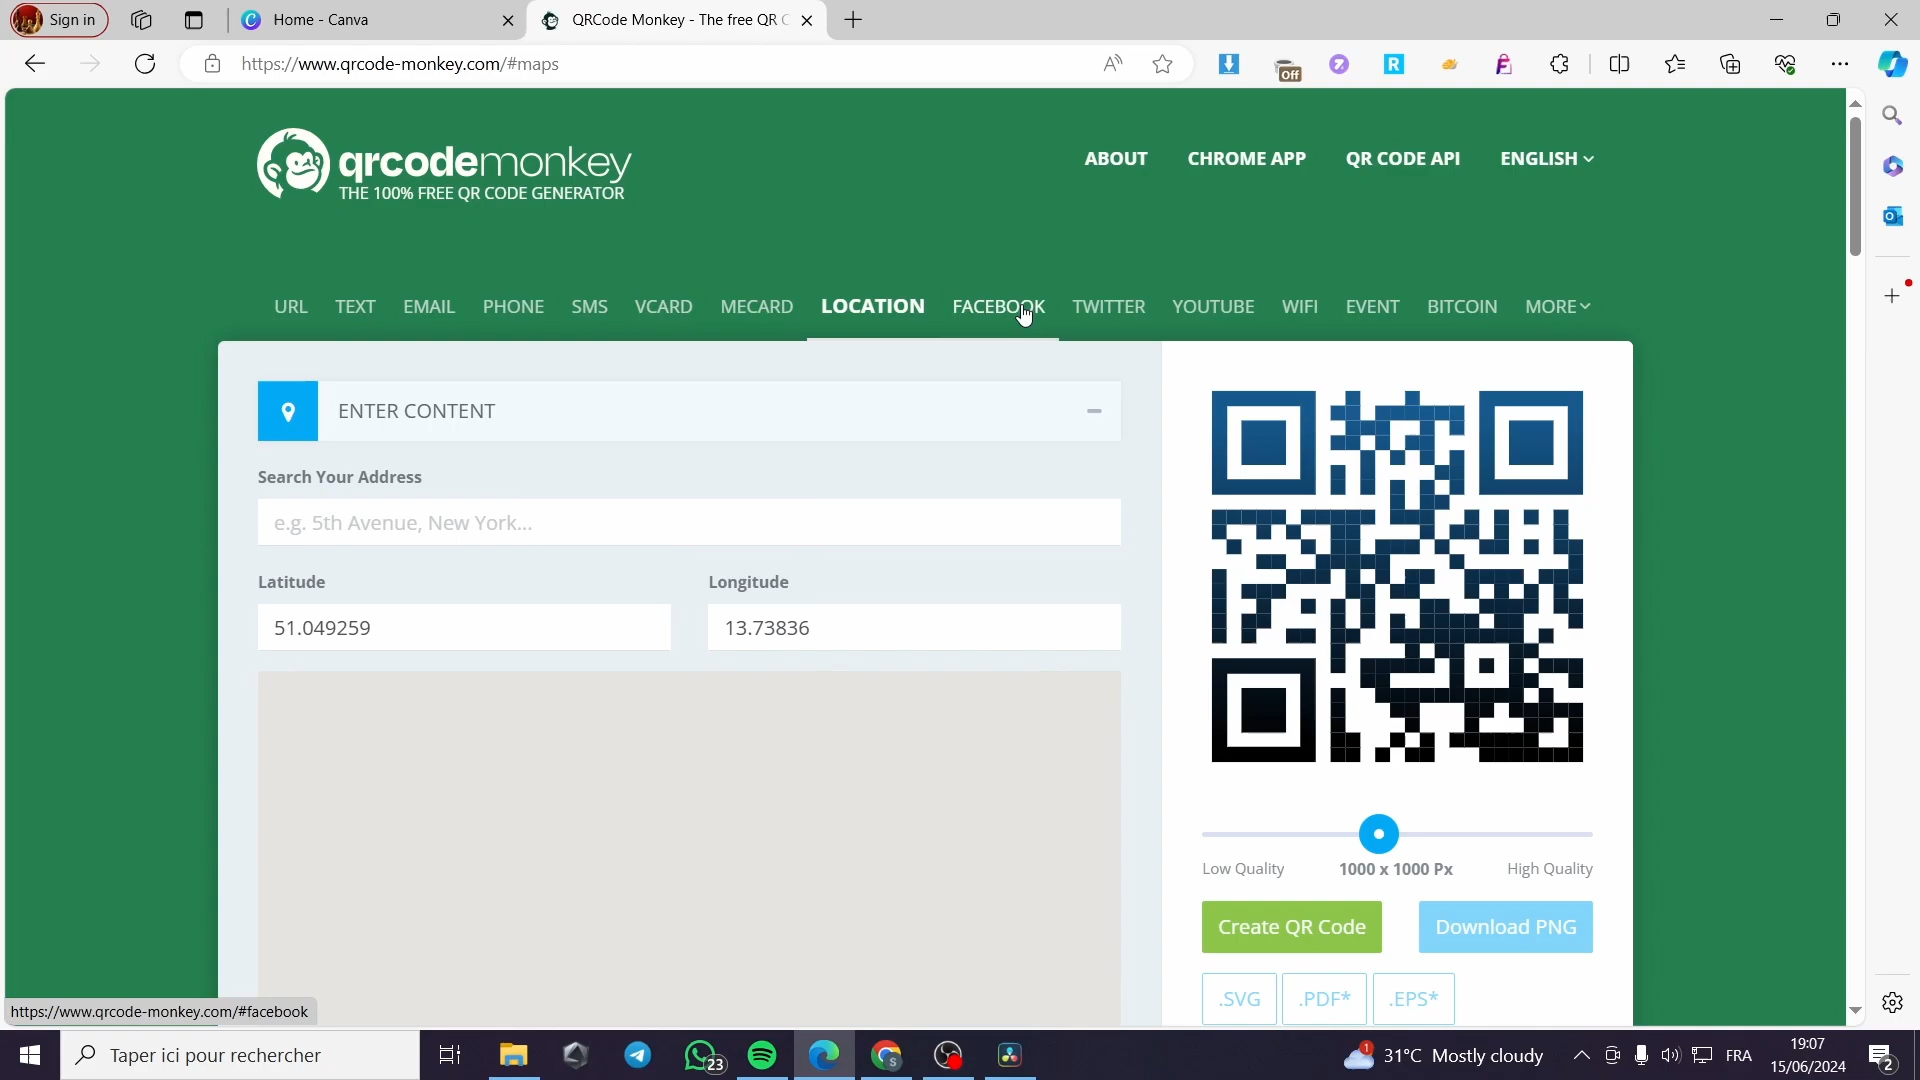 Sign in
Home - Canva
QRCode Monkey - The free QR C
https://www.qrcode-monkey.com/#maps
Off
qrcodemonkey
THE 100% FREE QR CODE GENERATOR
ABOUT
CHROME APP
QR CODE API
ENGLISH
URL
TEXT
EMAIL
PHONE
SMS
VCARD
MECARD
LOCATION
FACEBOOK
TWITTER
YOUTUBE
WIFI
EVENT
BITCOIN
MORE
ENTER CONTENT
Search Your Address
e.g. 5th Avenue, New York...
Latitude
Longitude
51.049259
13.73836
Low Quality
1000 x 1000 Px
High Quality
Create QR Code
Download PNG
.SVG
.PDF*
.EPS*
https://www.qrcode-monkey.com/#facebook
Taper ici pour rechercher
23
1
31°C Mostly cloudy
FRA
19:07
15/06/2024
2